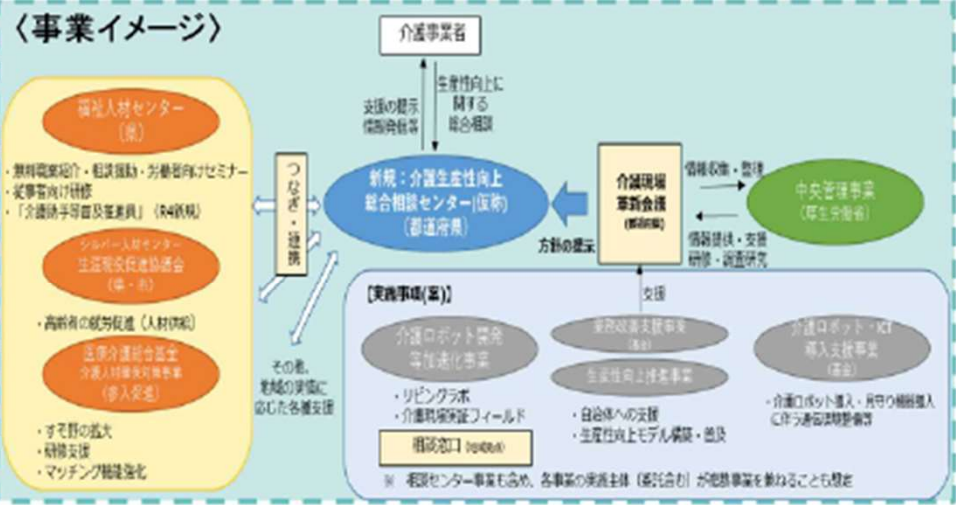 〈事業イメージ〉
介護事業者
支援の提示
情報発信等
生産性向上に
関する
総合相談
福祉人材センター
(県)
・無料職業紹介・相談援助・労働者向けセミナー
・従事者向け研修
・「介護助手等普及推進員」(R4新規)
シルバー人材センター
生涯現役促進協議会
(県・市)
・高齢者の就労促進(人材供給)
医療介護総合基金
介護人材確保対策事業
(参入促進)
・すそ野の拡大
・研修支援
・マッチング機能強化
つなぎ・連携
新規:介護生産性向上
総合相談センター(仮称)
(都道府県)
方針の提示
介護現場
革新会議
(都道府県)
情報収集・整理
情報提供・支援
研修・調査研究
中央管理事業
(厚生労働省)
その他、
地域の実情に
応じた各種支援
支援
【実施事項(案)】
介護ロボット開発
等加速化事業
・リビングラボ
・介護現場実証フィールド
相談窓口
業務改善支援事業
(基金)
生産性向上推進事業
・自治体への支援
・生産性向上モデル構築・普及
介護ロボット・ICT
導入支援事業
(基金)
・介護ロボット導入・見守り機器導入
に伴う通信環境整備等
※ 相談センター事業も含め、各事業の実施主体(委託含む)が複数事業を兼ねることも想定